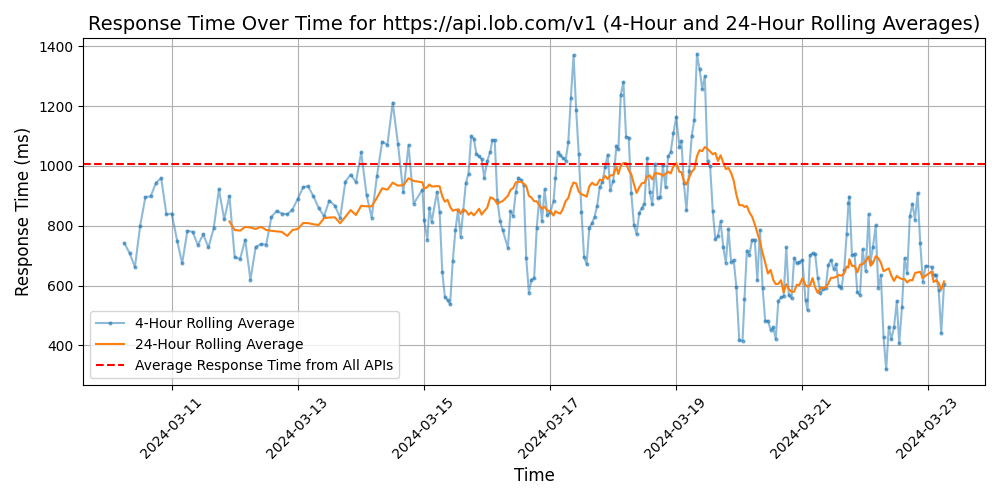 Response Time Over Time for https://api.lob.com/v1 (4-Hour and 24-Hour Rolling Averages)
Response Time (ms)
1400
1200
1000
800
600
400
4-Hour Rolling Average
24-Hour Rolling Average
Average Response Time from All APIs
2024-03-11
2024-03-13
2024-03-15
2024-03-17
2024-03-19
2024-03-21
2024-03-23
Time